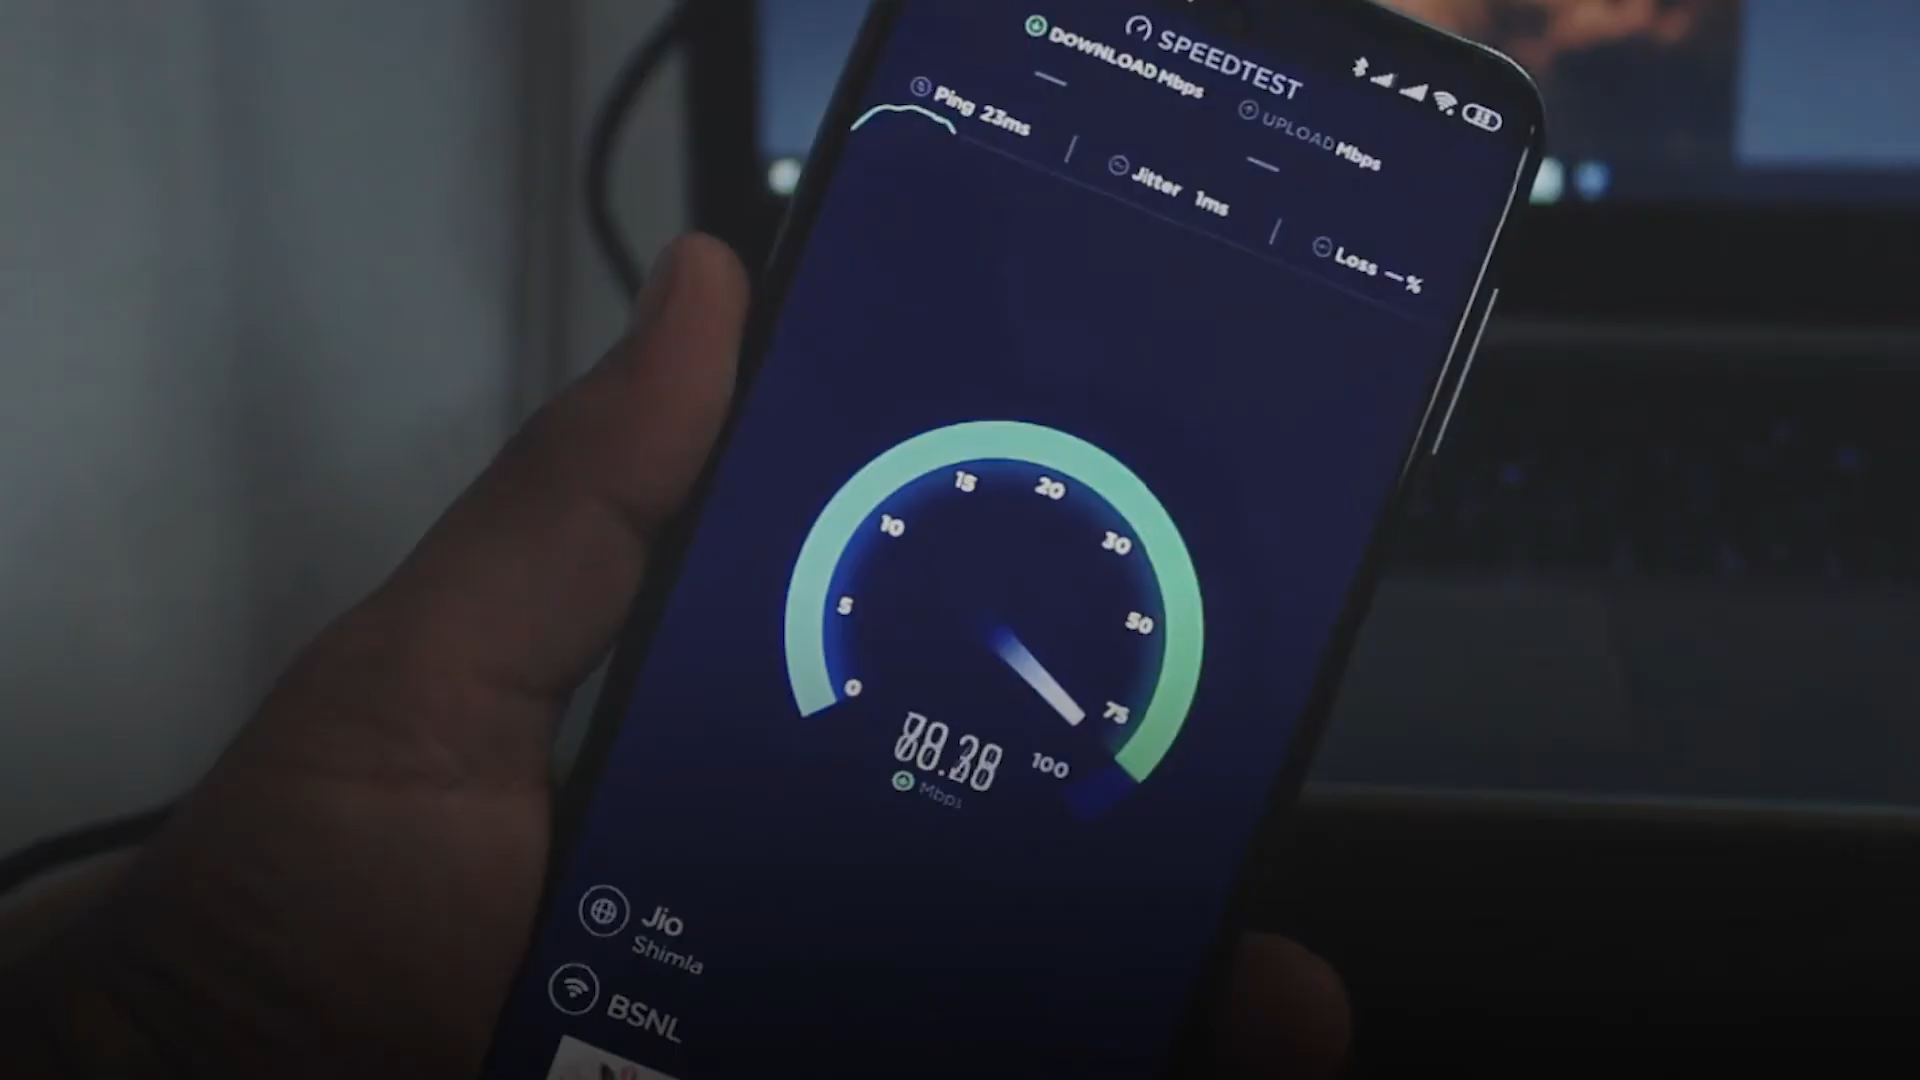 SPEEDTEST
33
DOWNLOAD Mbps
UPLOAD Mbps
—
—
Ping 23ms
Jitter 1ms
Loss — %
0
5
10
15
20
30
50
75
100
Mbps
Jio
Shimla
BSNL